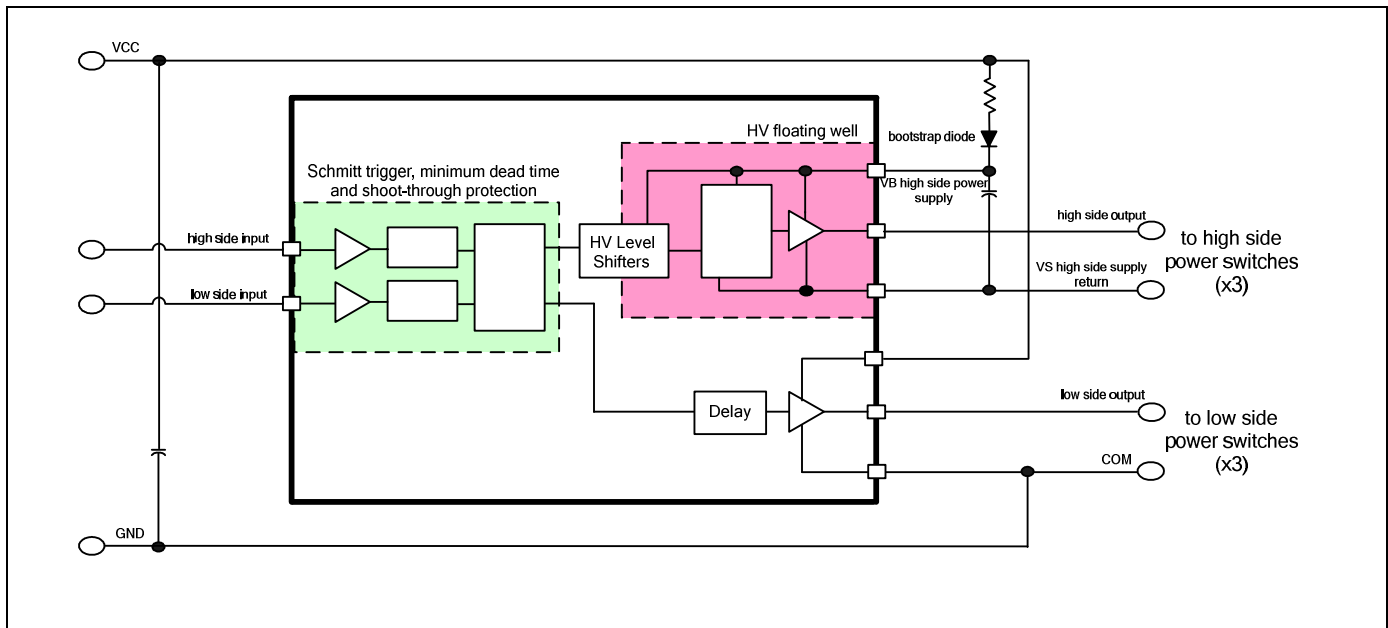 VCC
HV floating well
bootstrap diode
Schmitt trigger, minimum dead time
and shoot-through protection
VB high side power
supply
high side input
HV Level
Shifters
high side output
to high side
power switches
(x3)
VS high side supply
return
low side input
low side output
Delay
to low side
power switches
(x3)
COM
GND